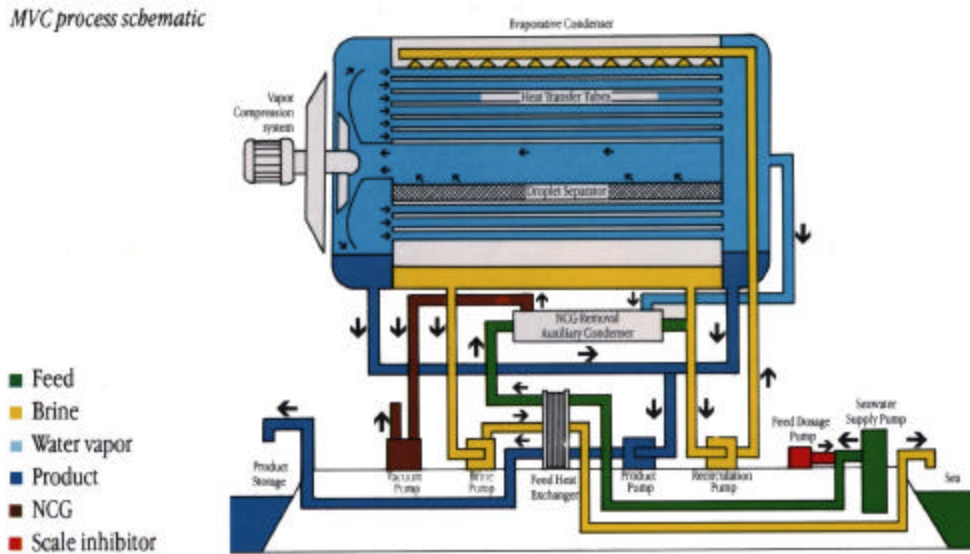 MVC process schematic
Evaporative Condenser
Vapor
Compression
system
Heat Transfer Tubes
Droplet Separator
NCG Removal
Auxiliary Condenser
Feed
Brine
Water vapor
Product
NCG
Scale inhibitor
Product
Storage
Vacuum
Pump
Brine
Pump
Feed Heat
Exchanger
Product
Pump
Recirculation
Pump
Feed Dosage
Pump
Seawater
Supply Pump
Sea